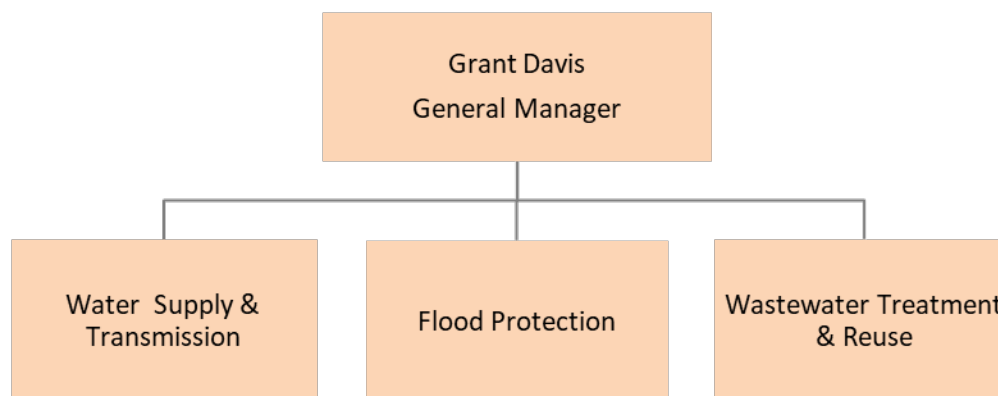 Grant Davis
General Manager
Water  Supply &
Transmission
Flood Protection
Wastewater Treatment
& Reuse